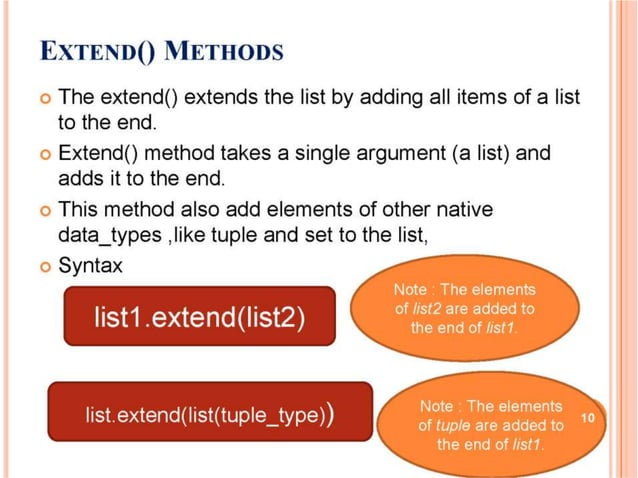 EXTEND() METHODS
The extend() extends the list by adding all items of a list
to the end.
Extend() method takes a single argument (a list) and
adds it to the end.
This method also add elements of other native
data_types ,like tuple and set to the list,
Syntax
list1.extend(list2)
Note : The elements
of list2 are added to
the end of list1.
list.extend(list(tuple_type))
Note : The elements
of tuple are added to
the end of list1.
10